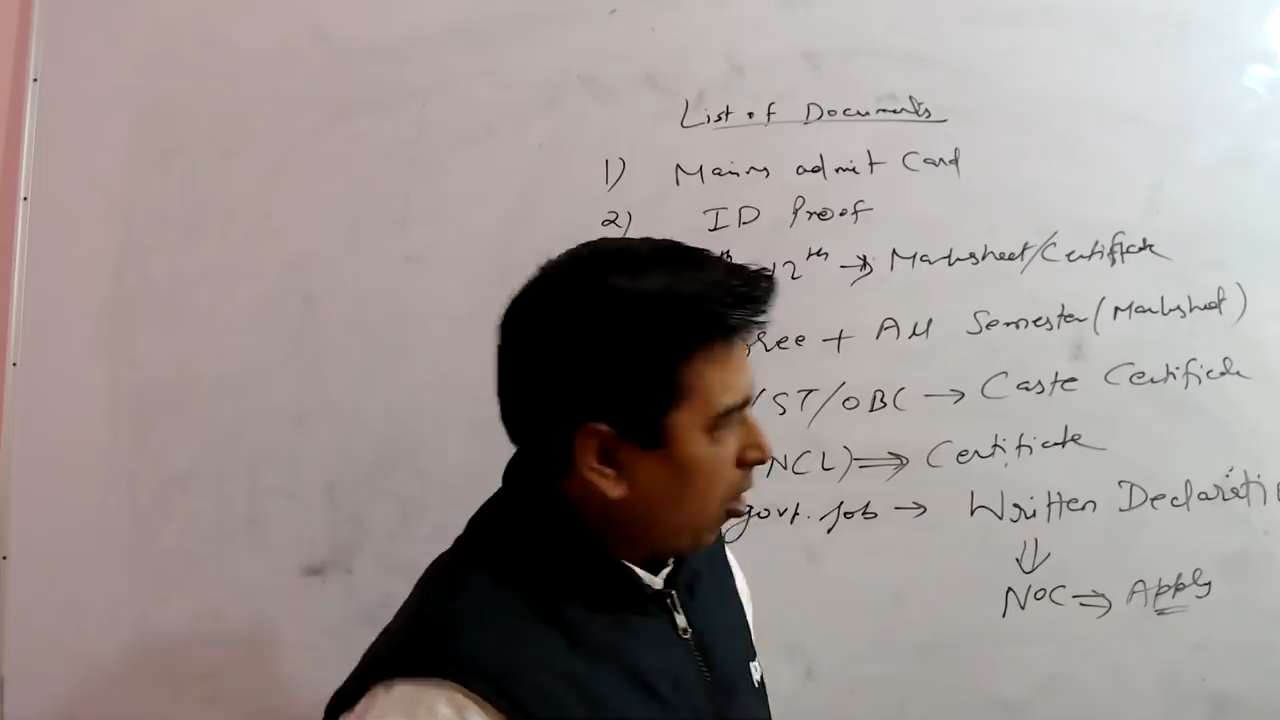 List of Documents
1) Mains admit Card
2) ID Proof
12th → Marksheet/Certificate
ree + All Semester (Marksheet)
/ST/OBC → Caste Certificate
NCL) ⇒ Certificate
Govt. Job → Written Declarati
⇓
NOC ⇒ Apply